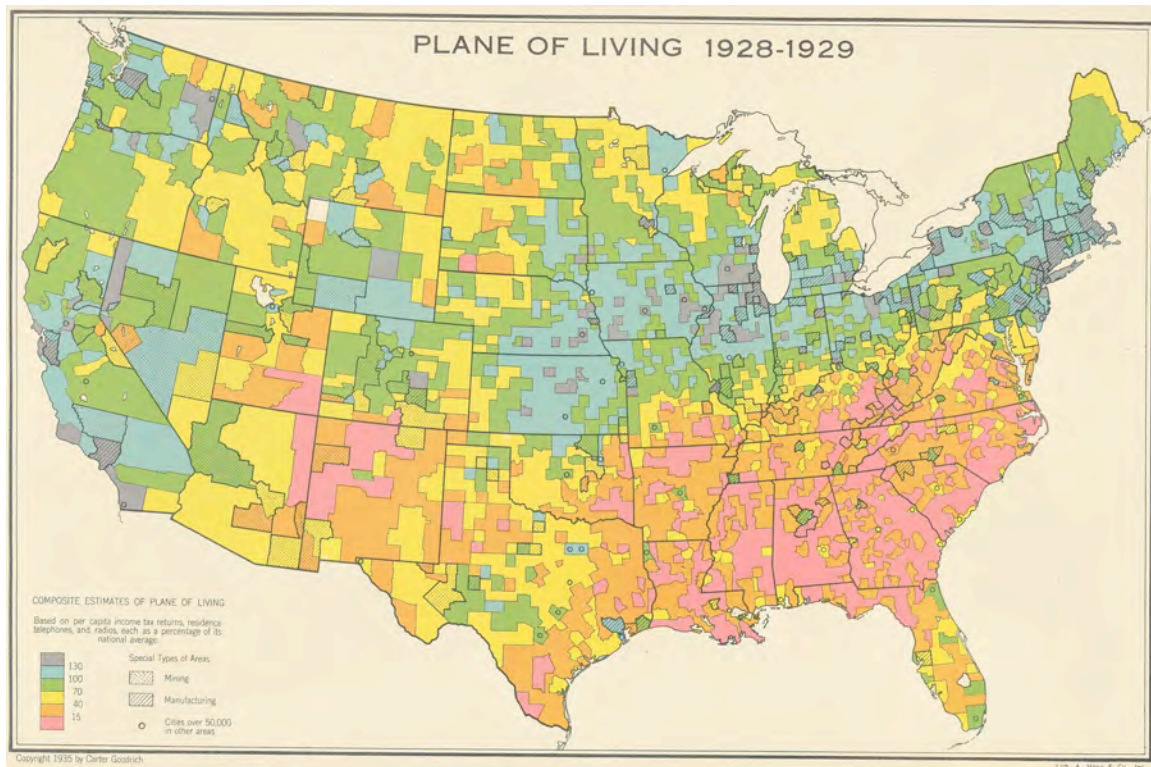 PLANE OF LIVING 1928-1929
COMPOSITE ESTIMATES OF PLANE OF LIVING
Based on per capita income tax returns, residence
telephones, and radios, each as a percentage of its
national average.
130
100
70
40
15
Special Types of Areas
Mining
Manufacturing
Cities over 50,000
in other areas
Copyright 1935 by Carter Goodrich